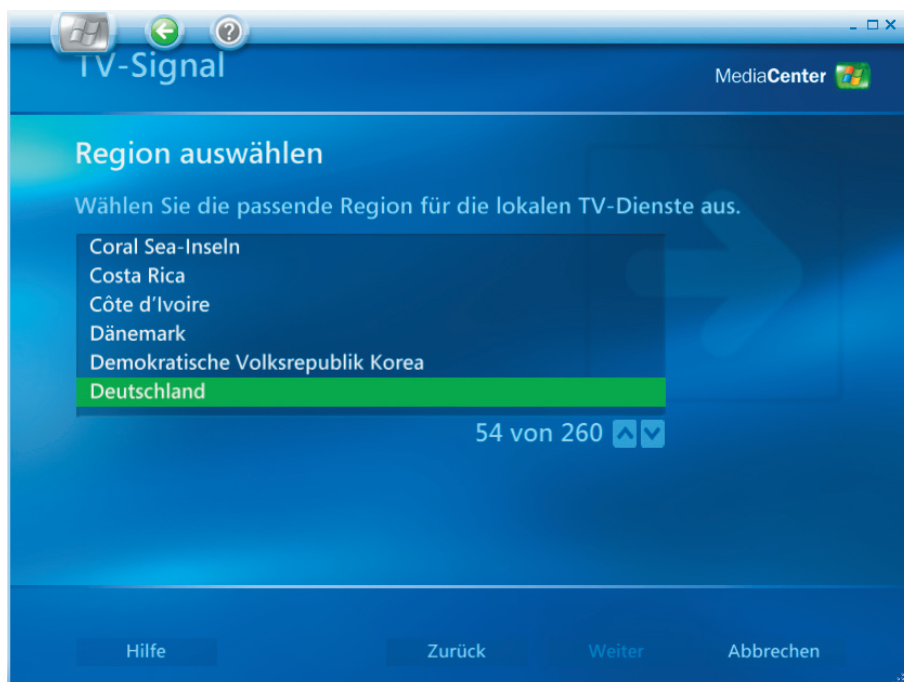 TV-Signal
MediaCenter
Region auswählen
Wählen Sie die passende Region für die lokalen TV-Dienste aus.
Coral Sea-Inseln
Costa Rica
Côte d'Ivoire
Dänemark
Demokratische Volksrepublik Korea
Deutschland
54 von 260
Hilfe Zurück Weiter Abbrechen